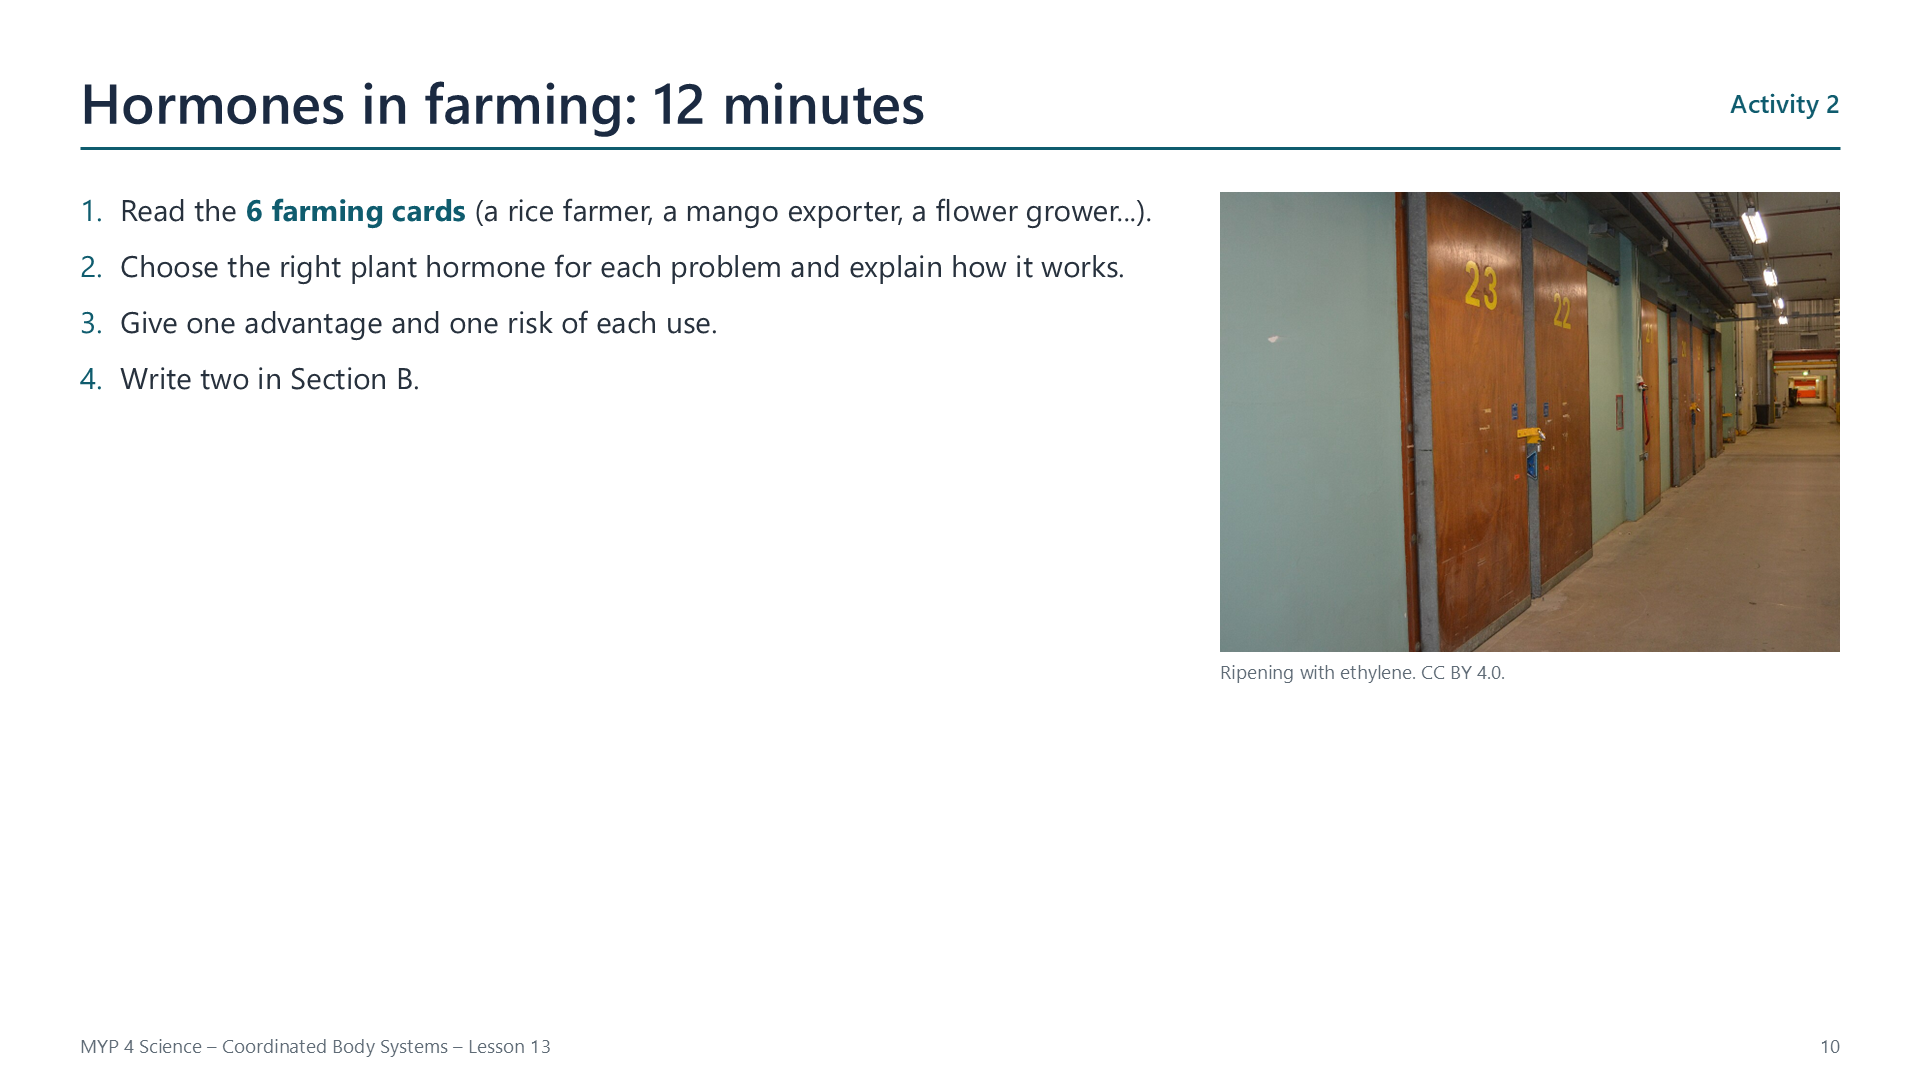 Hormones in farming: 12 minutes
Activity 2
1. Read the 6 farming cards (a rice farmer, a mango exporter, a flower grower...).
2. Choose the right plant hormone for each problem and explain how it works.
3. Give one advantage and one risk of each use.
4. Write two in Section B.
23
22
Ripening with ethylene. CC BY 4.0.
MYP 4 Science – Coordinated Body Systems – Lesson 13
10